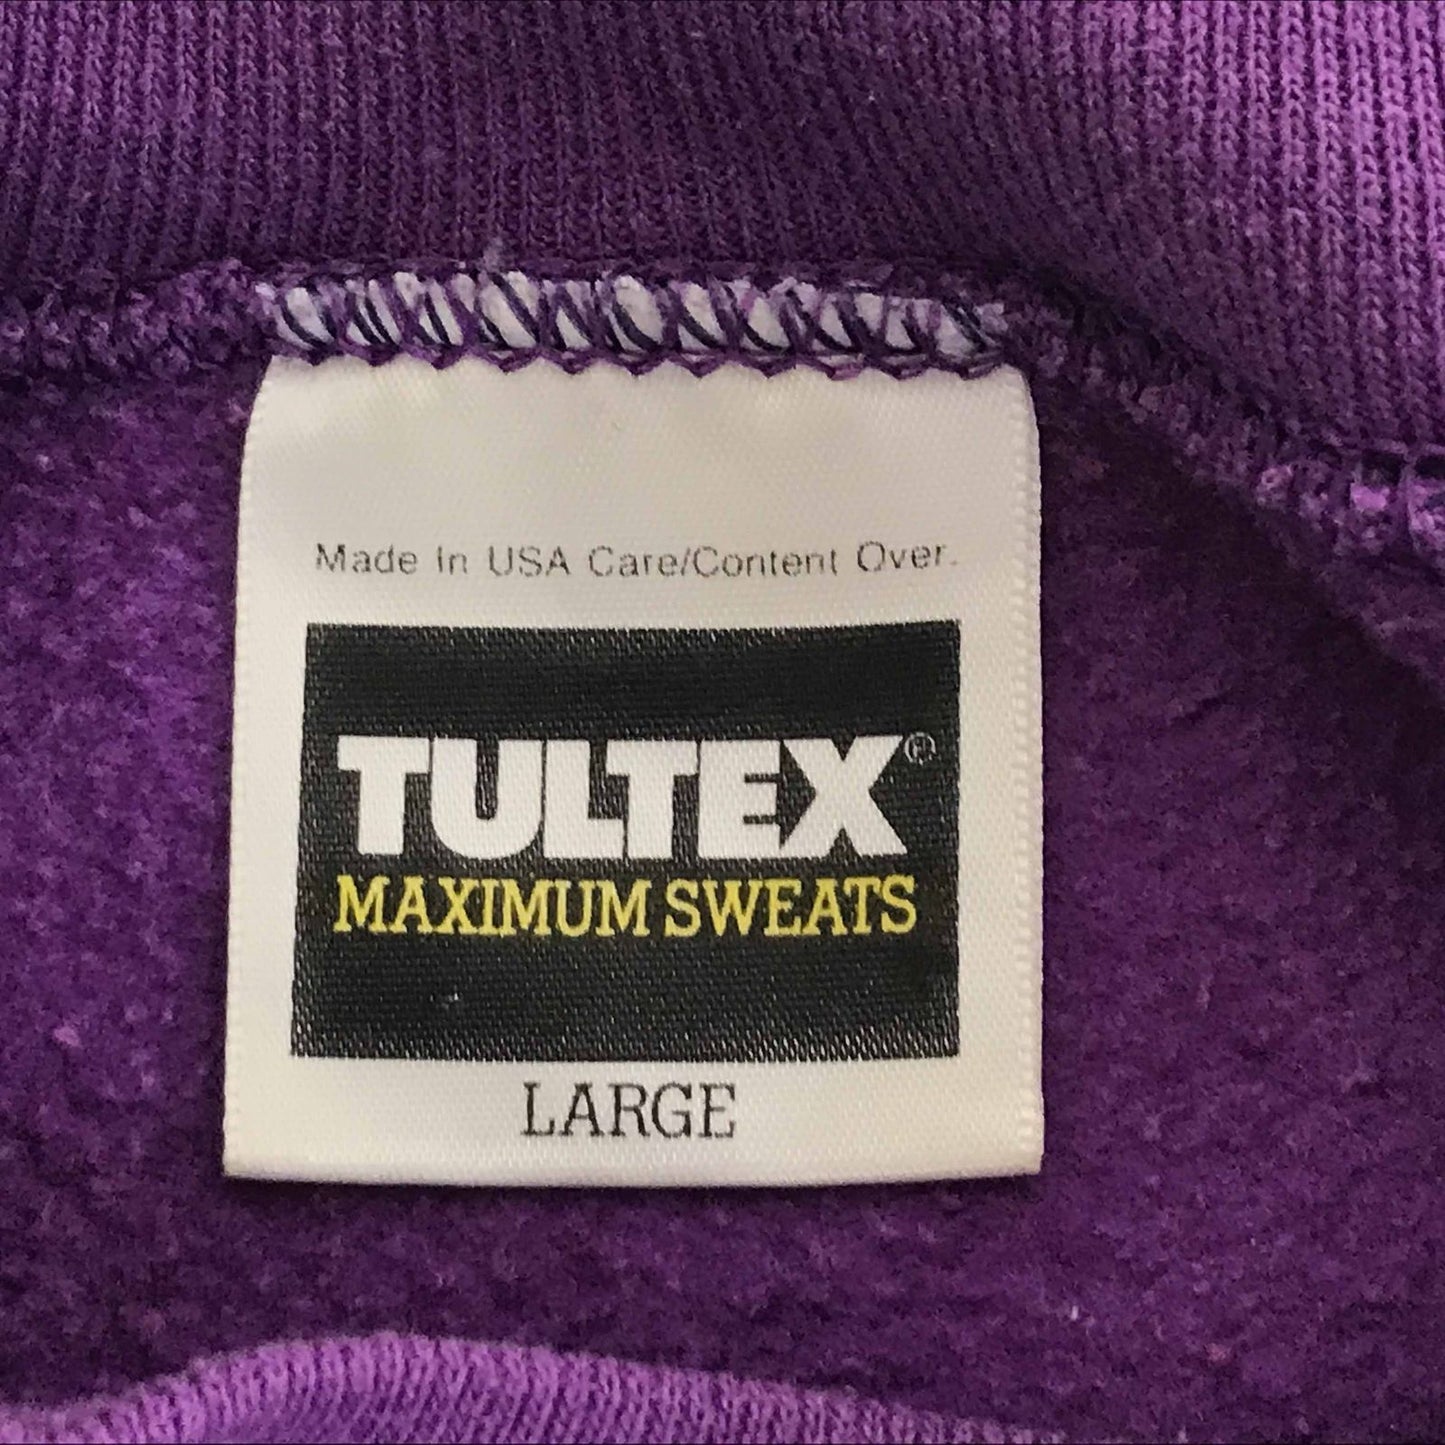 Made In USA Care/Content Over.
TULTEX®
MAXIMUM SWEATS
LARGE